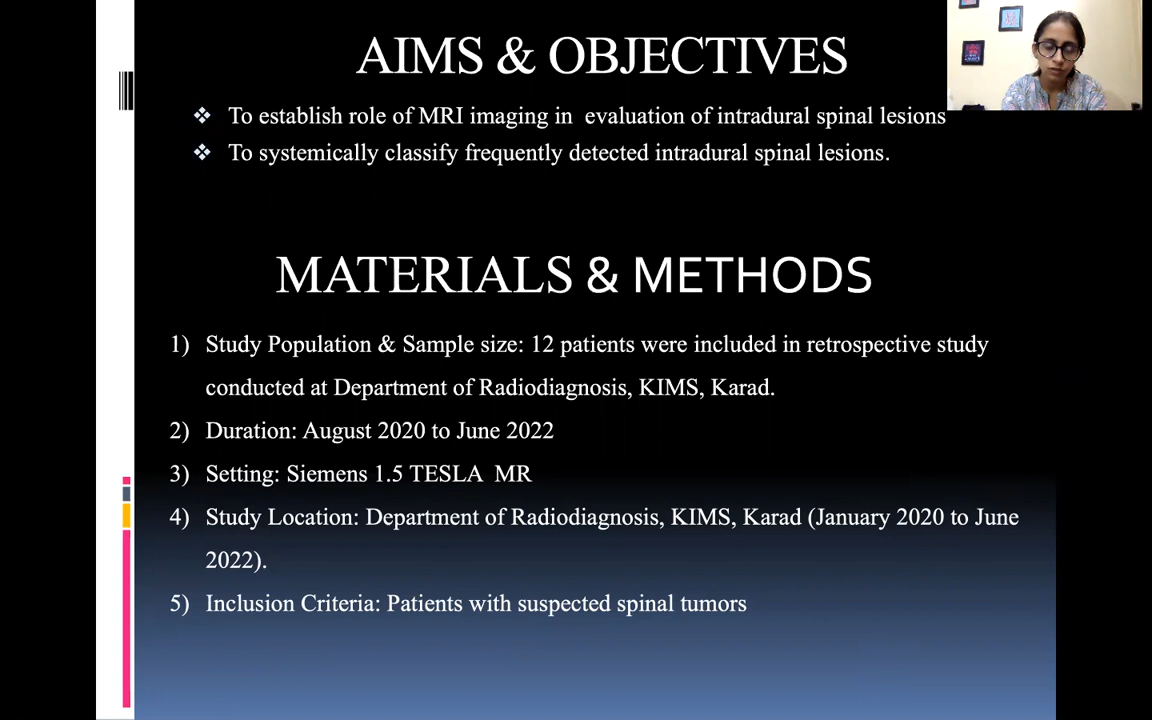 AIMS & OBJECTIVES
❖ To establish role of MRI imaging in evaluation of intradural spinal lesions
❖ To systemically classify frequently detected intradural spinal lesions.
MATERIALS & METHODS
1) Study Population & Sample size: 12 patients were included in retrospective study
conducted at Department of Radiodiagnosis, KIMS, Karad.
2) Duration: August 2020 to June 2022
3) Setting: Siemens 1.5 TESLA MR
4) Study Location: Department of Radiodiagnosis, KIMS, Karad (January 2020 to June
2022).
5) Inclusion Criteria: Patients with suspected spinal tumors